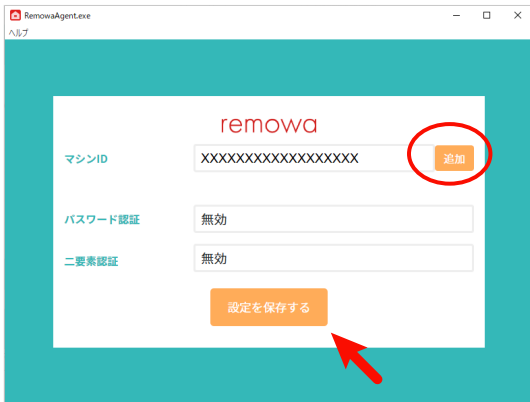 RemowaAgent.exe
ヘルプ
remowa
マシンID XXXXXXXXXXXXXXXXXX 追加
パスワード認証 無効
二要素認証 無効
設定を保存する